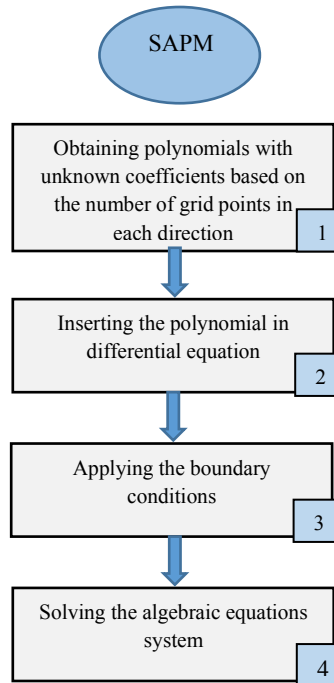 SAPM
Obtaining polynomials with
unknown coefficients based on
the number of grid points in
each direction
1
Inserting the polynomial in
differential equation
2
Applying the boundary
conditions
3
Solving the algebraic equations
system
4